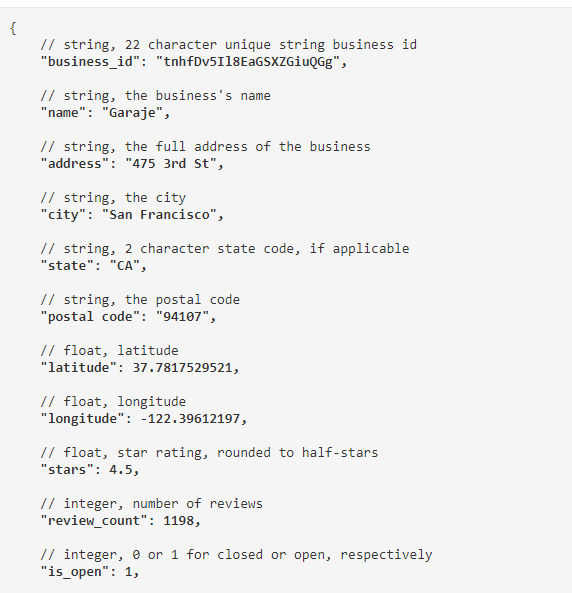 {
// string, 22 character unique string business id
"business_id": "tnhfDv5Il8EaGSXZGiuQGg",
// string, the business's name
"name": "Garaje",
// string, the full address of the business
"address": "475 3rd St",
// string, the city
"city": "San Francisco",
// string, 2 character state code, if applicable
"state": "CA",
// string, the postal code
"postal code": "94107",
// float, latitude
"latitude": 37.7817529521,
// float, longitude
"longitude": -122.39612197,
// float, star rating, rounded to half-stars
"stars": 4.5,
// integer, number of reviews
"review_count": 1198,
// integer, 0 or 1 for closed or open, respectively
"is_open": 1,